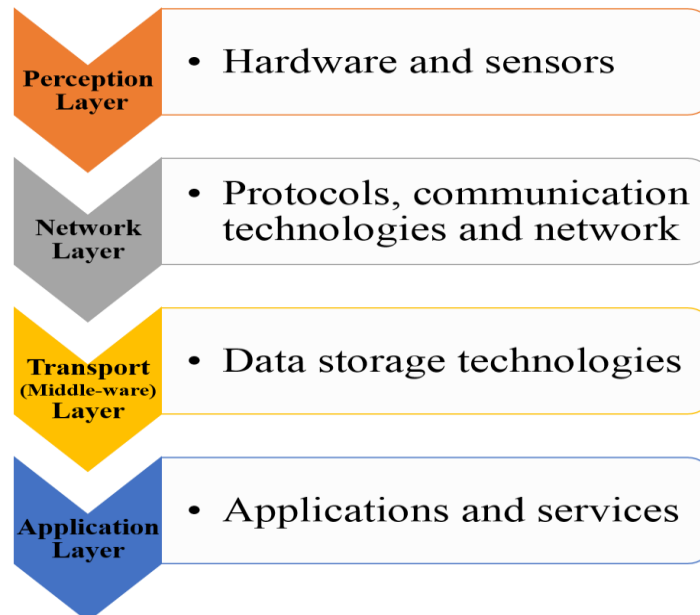 Perception
Layer
• Hardware and sensors
Network
Layer
• Protocols, communication
technologies and network
Transport
(Middle-ware)
Layer
• Data storage technologies
Application
Layer
• Applications and services